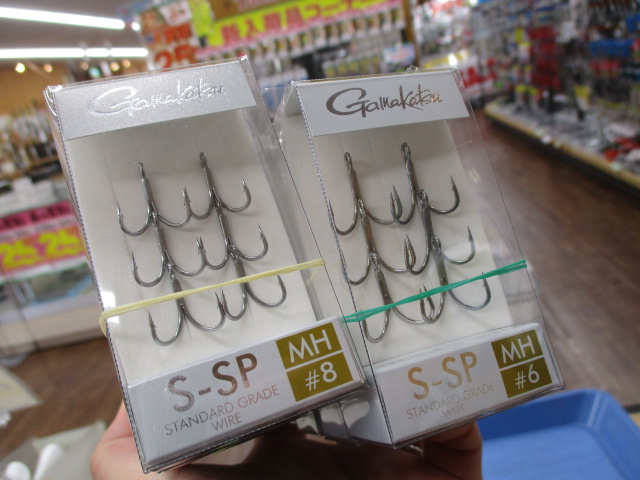 Gamakatsu
S-SP
STANDARD GRADE
WIRE
MH
#8
Gamakatsu
S-SP
STANDARD GRADE
WIRE
MH
#6